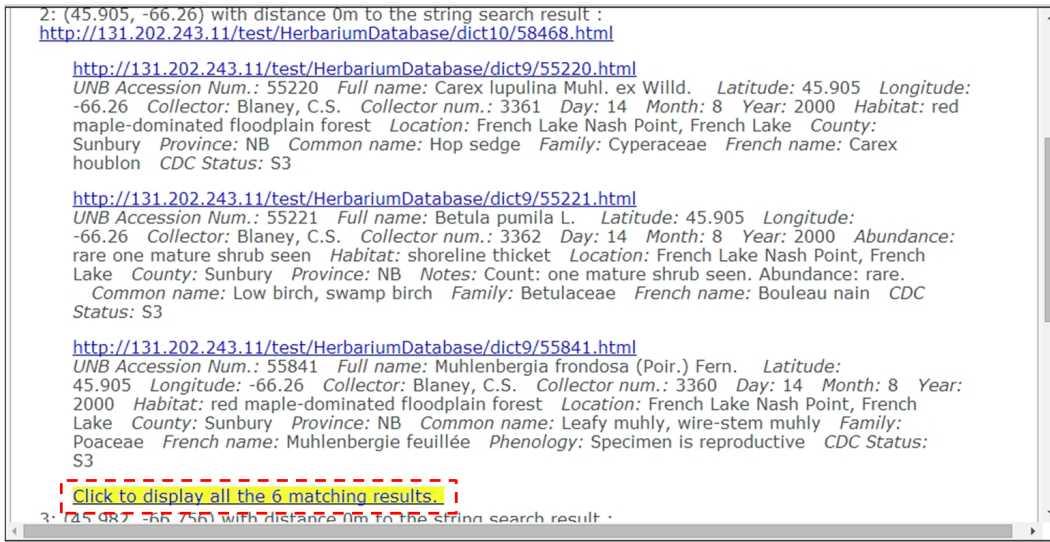 2: (45.905, -66.26) with distance 0m to the string search result :
http://131.202.243.11/test/HerbariumDatabase/dict10/58468.html
http://131.202.243.11/test/HerbariumDatabase/dict9/55220.html
UNB Accession Num.: 55220 Full name: Carex lupulina Muhl. ex Willd. Latitude: 45.905 Longitude:
-66.26 Collector: Blaney, C.S. Collector num.: 3361 Day: 14 Month: 8 Year: 2000 Habitat: red
maple-dominated floodplain forest Location: French Lake Nash Point, French Lake County:
Sunbury Province: NB Common name: Hop sedge Family: Cyperaceae French name: Carex
houblon CDC Status: S3
http://131.202.243.11/test/HerbariumDatabase/dict9/55221.html
UNB Accession Num.: 55221 Full name: Betula pumila L. Latitude: 45.905 Longitude:
-66.26 Collector: Blaney, C.S. Collector num.: 3362 Day: 14 Month: 8 Year: 2000 Abundance:
rare one mature shrub seen Habitat: shoreline thicket Location: French Lake Nash Point, French
Lake County: Sunbury Province: NB Notes: Count: one mature shrub seen. Abundance: rare.
Common name: Low birch, swamp birch Family: Betulaceae French name: Bouleau nain CDC
Status: S3
http://131.202.243.11/test/HerbariumDatabase/dict9/55841.html
UNB Accession Num.: 55841 Full name: Muhlenbergia frondosa (Poir.) Fern. Latitude:
45.905 Longitude: -66.26 Collector: Blaney, C.S. Collector num.: 3360 Day: 14 Month: 8 Year:
2000 Habitat: red maple-dominated floodplain forest Location: French Lake Nash Point, French
Lake County: Sunbury Province: NB Common name: Leafy muhly, wire-stem muhly Family:
Poaceae French name: Muhlenbergie feuillée Phenology: Specimen is reproductive CDC Status:
S3
Click to display all the 6 matching results.
3: (45.982, -66.756) with distance 0m to the string search result :